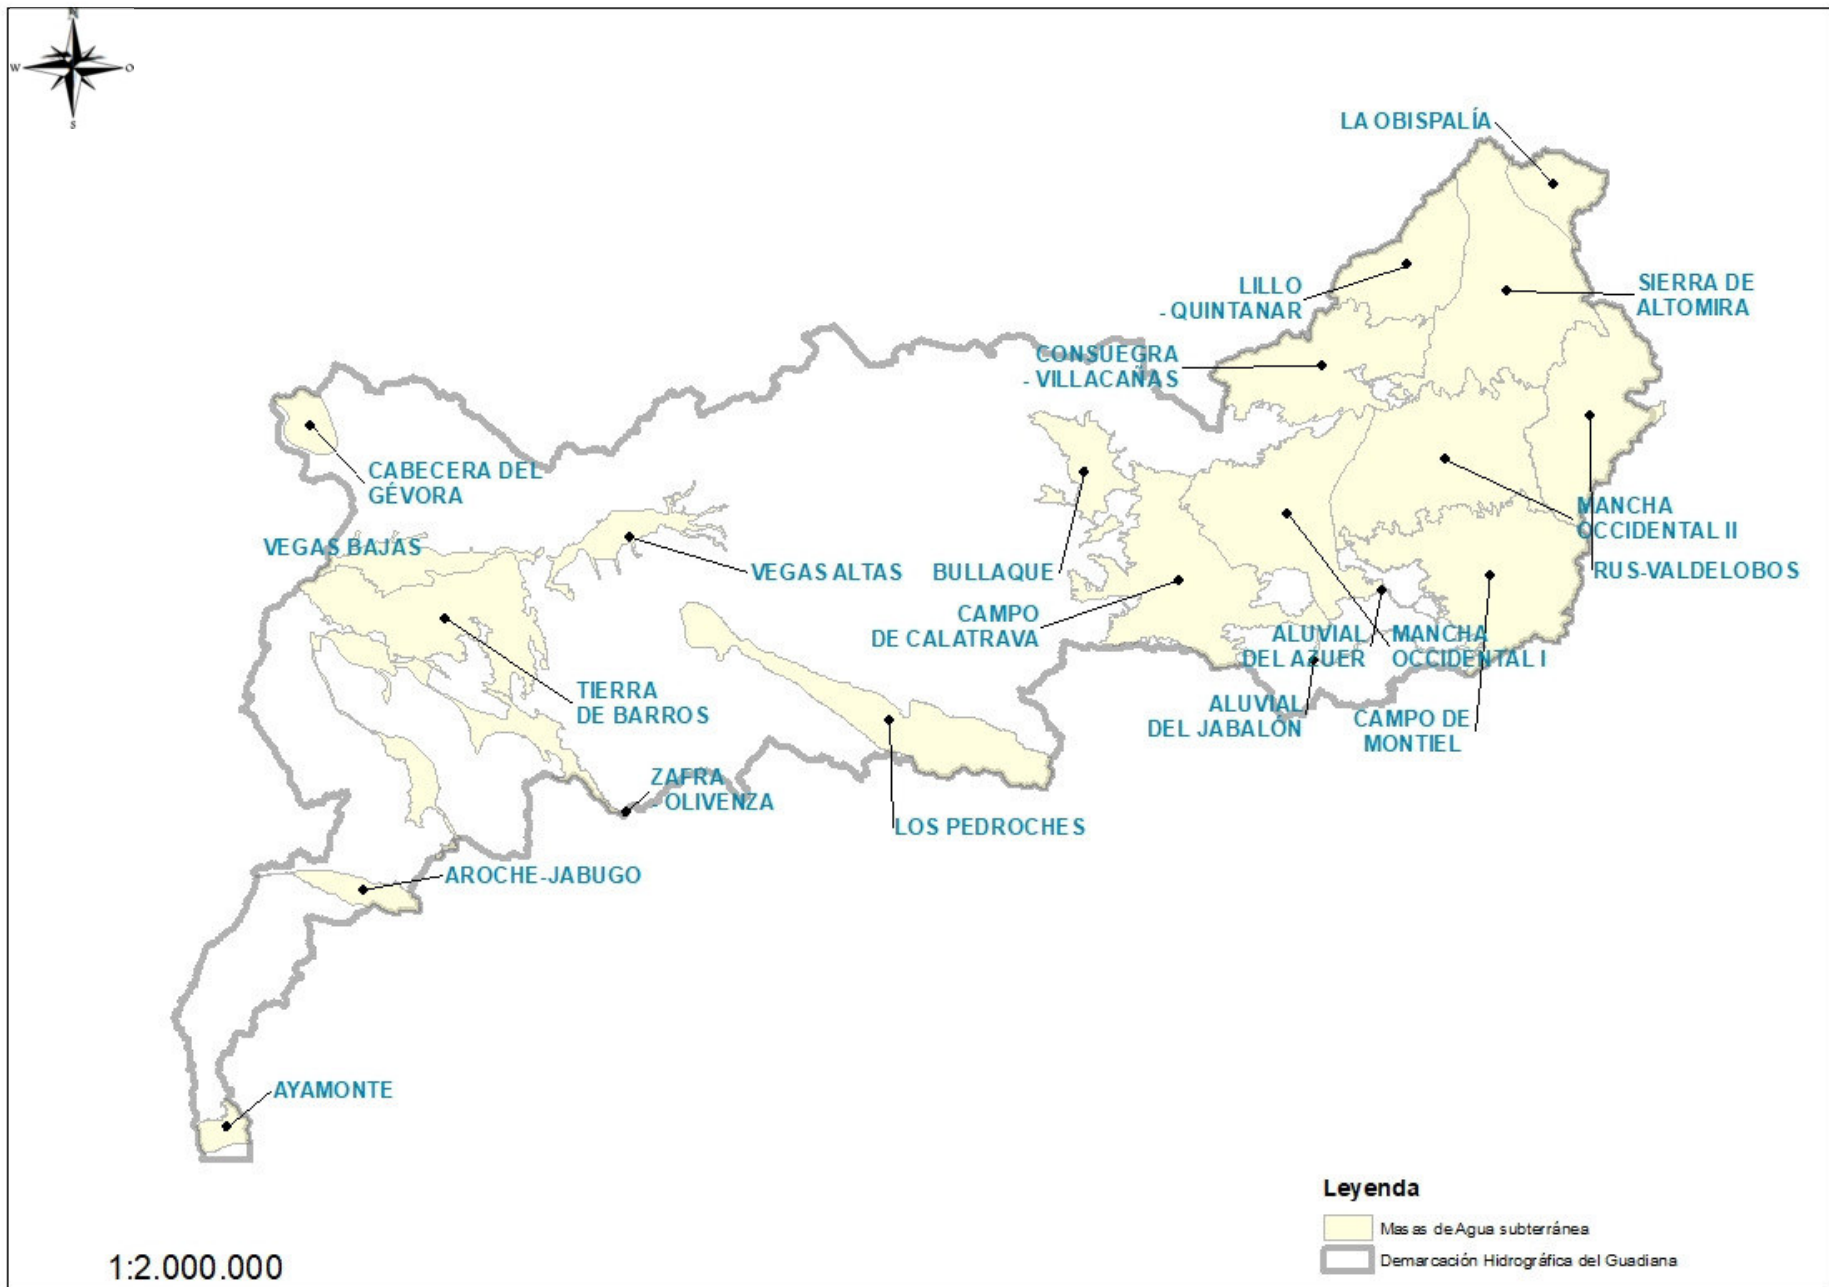 N
W
O
S
LA OBISPALÍA
LILLO
- QUINTANAR
SIERRA DE
ALTOMIRA
CONSUEGRA
- VILLACAÑAS
CABECERA DEL
GÉVORA
MANCHA
OCCIDENTAL II
VEGAS BAJAS
VEGAS ALTAS
BULLAQUE
RUS-VALDELOBOS
CAMPO
DE CALATRAVA
ALUVIAL
DEL AZUER
MANCHA
OCCIDENTAL I
TIERRA
DE BARROS
ALUVIAL
DEL JABALÓN
CAMPO DE
MONTIEL
ZAFRA
- OLIVENZA
LOS PEDROCHES
AROCHE-JABUGO
AYAMONTE
Leyenda
Masas de Agua subterránea
Demarcación Hidrográfica del Guadiana
1:2.000.000